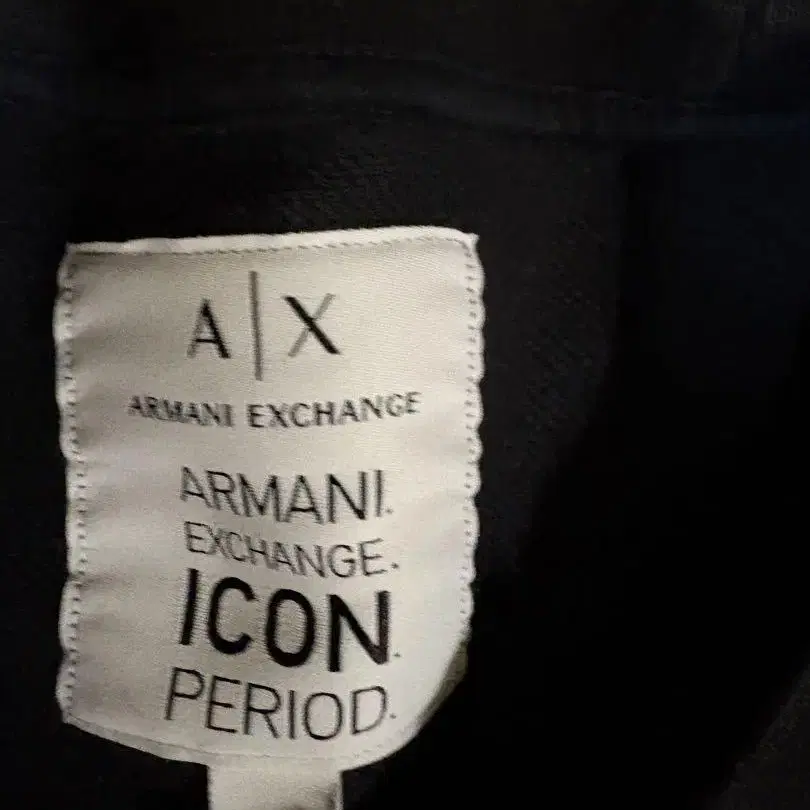 A|X
ARMANI EXCHANGE
ARMANI.
EXCHANGE.
ICON.
PERIOD.